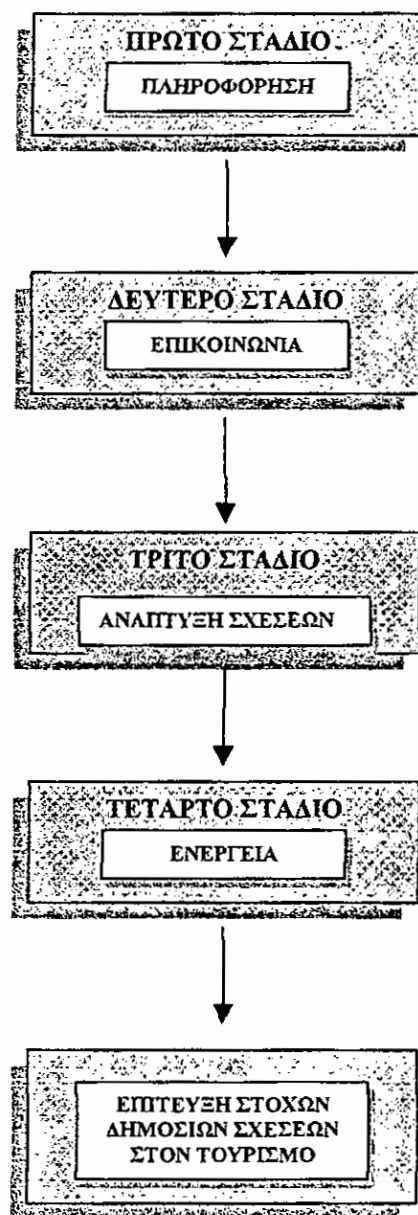 ΠΡΩΤΟ ΣΤΑΔΙΟ
ΠΛΗΡΟΦΟΡΗΣΗ
ΔΕΥΤΕΡΟ ΣΤΑΔΙΟ
ΕΠΙΚΟΙΝΩΝΙΑ
ΤΡΙΤΟ ΣΤΑΔΙΟ
ΑΝΑΠΤΥΞΗ ΣΧΕΣΕΩΝ
ΤΕΤΑΡΤΟ ΣΤΑΔΙΟ
ΕΝΕΡΓΕΙΑ
ΕΠΙΤΕΥΞΗ ΣΤΟΧΩΝ
ΔΗΜΟΣΙΩΝ ΣΧΕΣΕΩΝ
ΣΤΟΝ ΤΟΥΡΙΣΜΟ